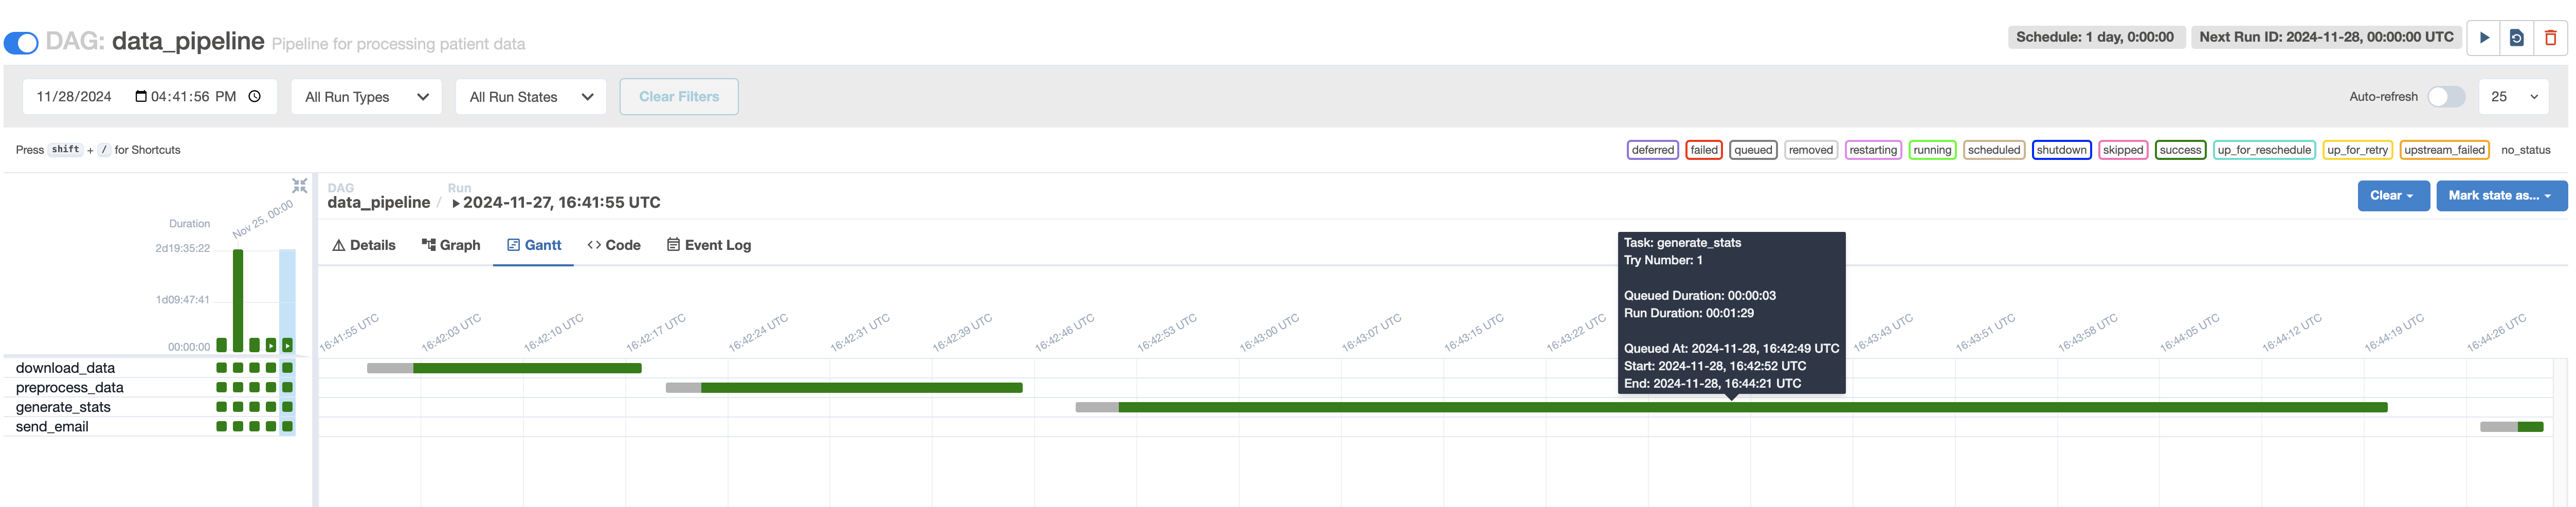 DAG: data_pipeline Pipeline for processing patient data
Schedule: 1 day, 0:00:00 Next Run ID: 2024-11-28, 00:00:00 UTC
11/28/2024 04:41:56 PM All Run Types All Run States Clear Filters
Auto-refresh 25
Press shift + / for Shortcuts
deferred failed queued removed restarting running scheduled shutdown skipped success up_for_reschedule up_for_retry upstream_failed no_status
DAG Run
data_pipeline / 2024-11-27, 16:41:55 UTC
Clear Mark state as...
Details Graph Gantt Code Event Log
Duration
Nov 25, 00:00
2d19:35:22
1d09:47:41
00:00:00
download_data
preprocess_data
generate_stats
send_email
16:41:55 UTC 16:42:03 UTC 16:42:10 UTC 16:42:17 UTC 16:42:24 UTC 16:42:31 UTC 16:42:39 UTC 16:42:46 UTC 16:42:53 UTC 16:43:00 UTC 16:43:07 UTC 16:43:15 UTC 16:43:22 UTC 16:43:43 UTC 16:43:51 UTC 16:43:58 UTC 16:44:05 UTC 16:44:12 UTC 16:44:19 UTC 16:44:26 UTC
Task: generate_stats
Try Number: 1
Queued Duration: 00:00:03
Run Duration: 00:01:29
Queued At: 2024-11-28, 16:42:49 UTC
Start: 2024-11-28, 16:42:52 UTC
End: 2024-11-28, 16:44:21 UTC